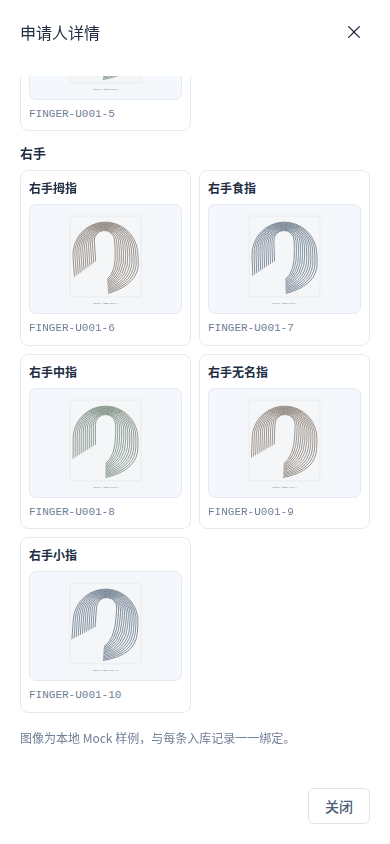 申请人详情
FINGER-U001-5
右手
右手拇指
右手食指
FINGER-U001-6
FINGER-U001-7
右手中指
右手无名指
FINGER-U001-8
FINGER-U001-9
右手小指
FINGER-U001-10
图像为本地 Mock 样例，与每条入库记录一一绑定。
关闭